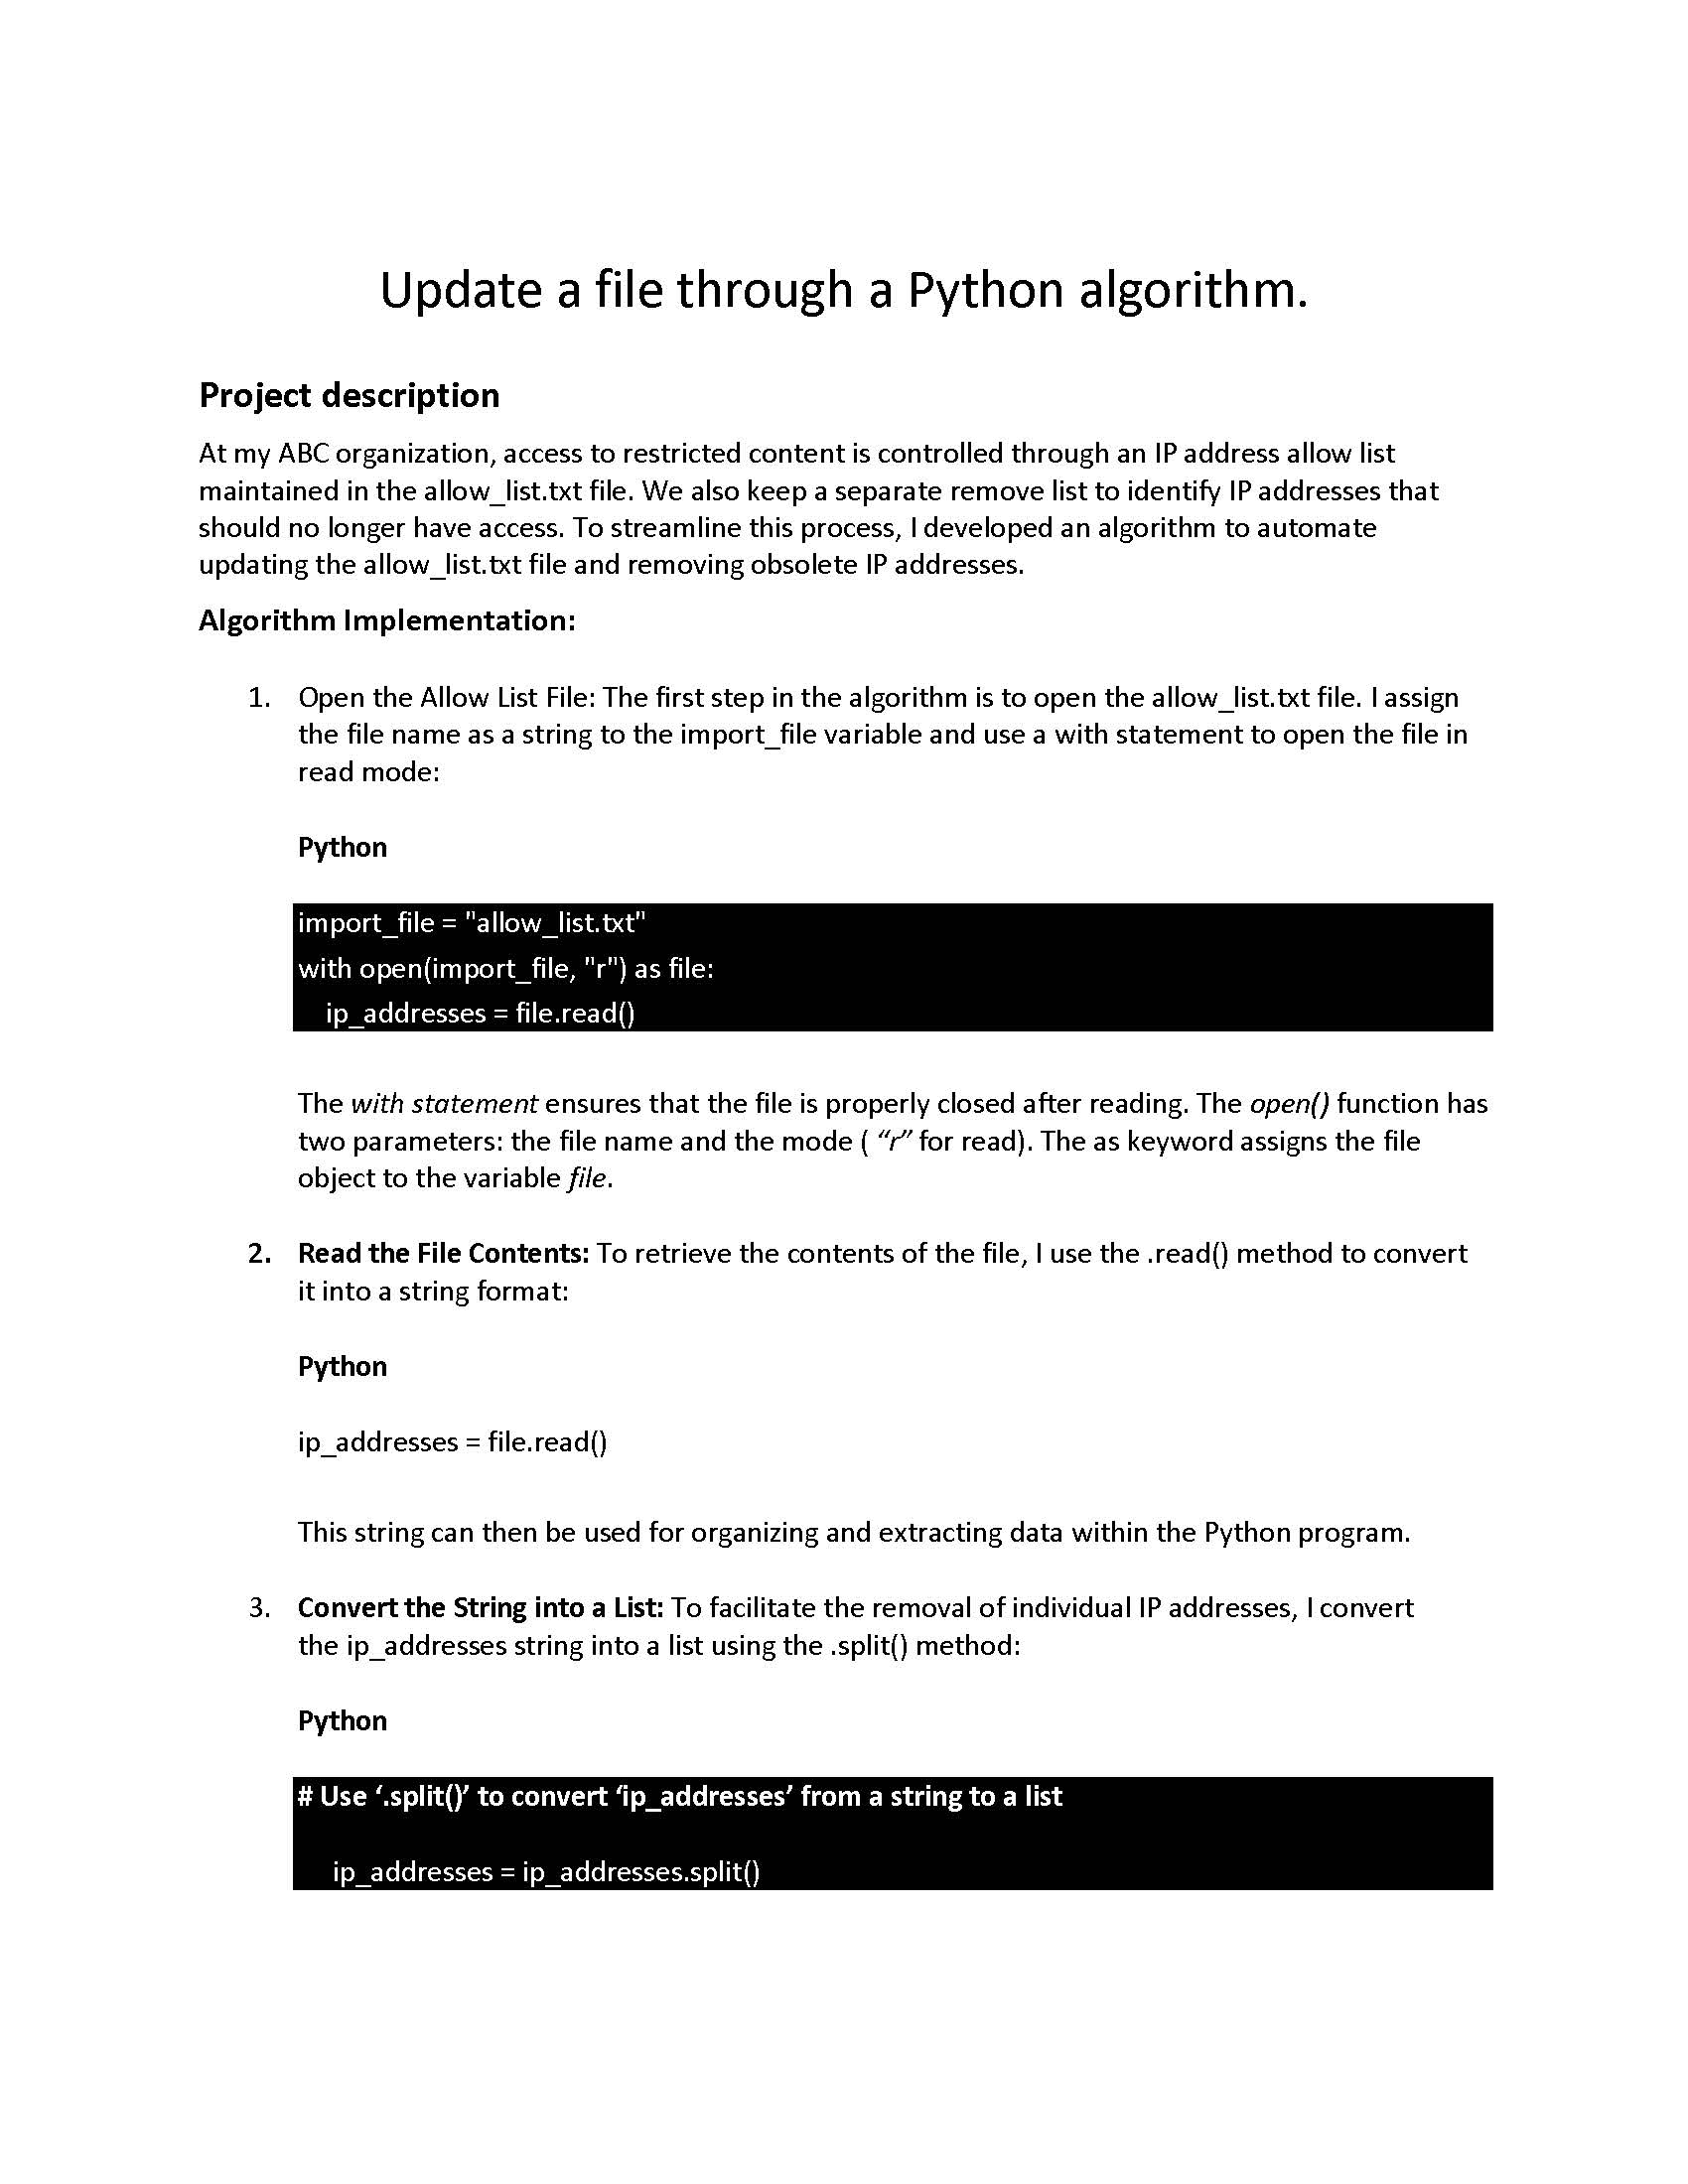 Update a file through a Python algorithm.
Project description
At my ABC organization, access to restricted content is controlled through an IP address allow list
maintained in the allow_list.txt file. We also keep a separate remove list to identify IP addresses that
should no longer have access. To streamline this process, I developed an algorithm to automate
updating the allow_list.txt file and removing obsolete IP addresses.
Algorithm Implementation:
1. Open the Allow List File: The first step in the algorithm is to open the allow_list.txt file. I assign
the file name as a string to the import_file variable and use a with statement to open the file in
read mode:
Python
import_file = "allow_list.txt"
with open(import_file, "r") as file:
ip_addresses = file.read()
The with statement ensures that the file is properly closed after reading. The open() function has
two parameters: the file name and the mode ( “r” for read). The as keyword assigns the file
object to the variable file.
2. Read the File Contents: To retrieve the contents of the file, I use the .read() method to convert
it into a string format:
Python
ip_addresses = file.read()
This string can then be used for organizing and extracting data within the Python program.
3. Convert the String into a List: To facilitate the removal of individual IP addresses, I convert
the ip_addresses string into a list using the .split() method:
Python
# Use ‘.split()’ to convert ‘ip_addresses’ from a string to a list
ip_addresses = ip_addresses.split()